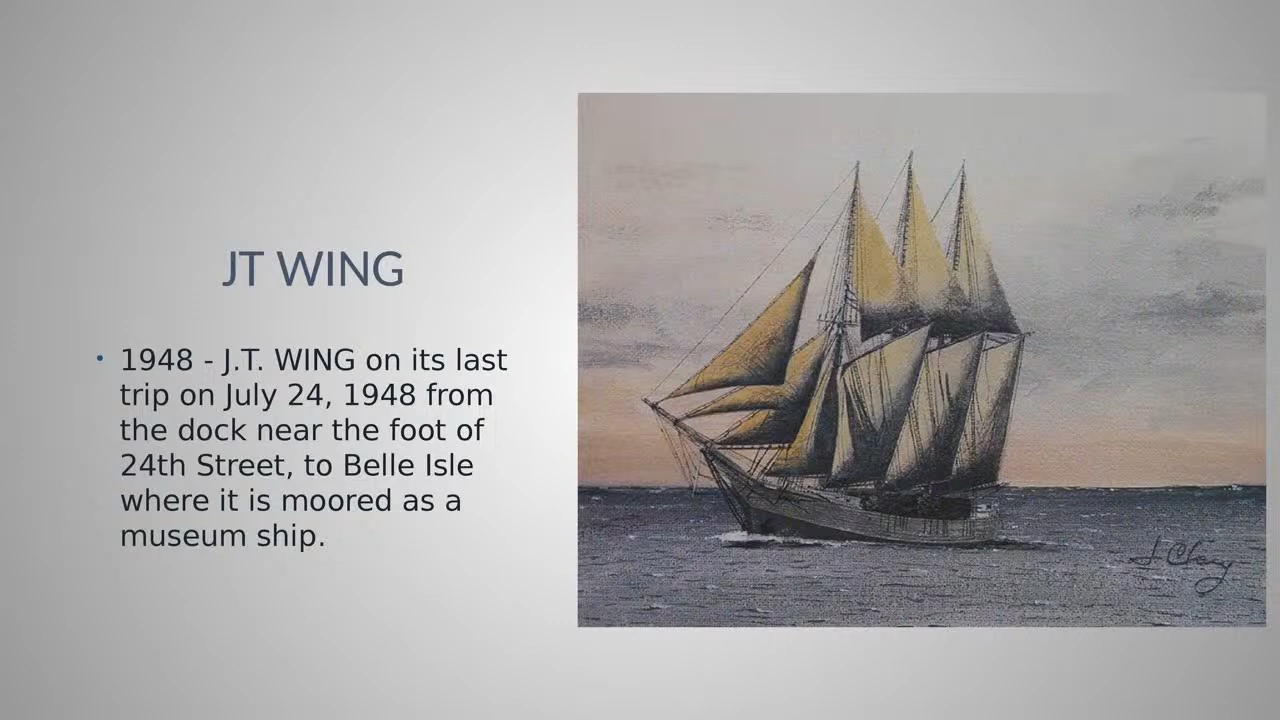 JT WING
• 1948 - J.T. WING on its last
trip on July 24, 1948 from
the dock near the foot of
24th Street, to Belle Isle
where it is moored as a
museum ship.